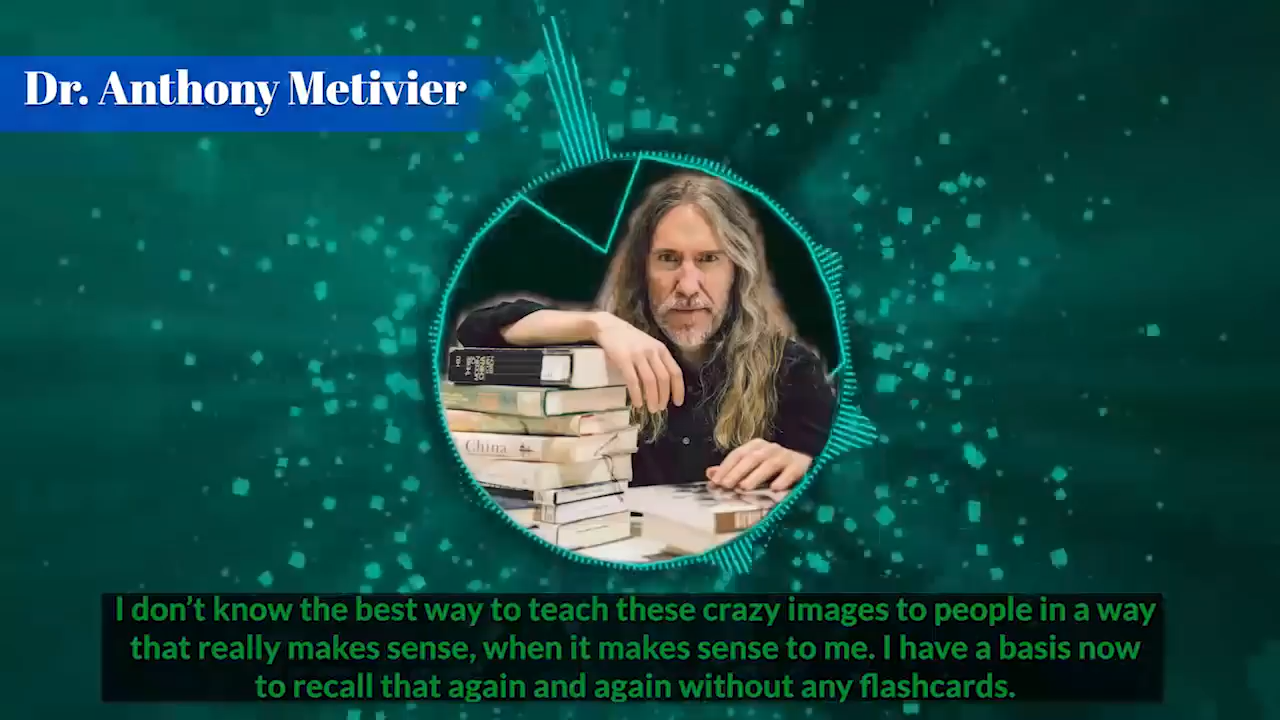 Dr. Anthony Metivier
China
I don’t know the best way to teach these crazy images to people in a way
that really makes sense, when it makes sense to me. I have a basis now
to recall that again and again without any flashcards.